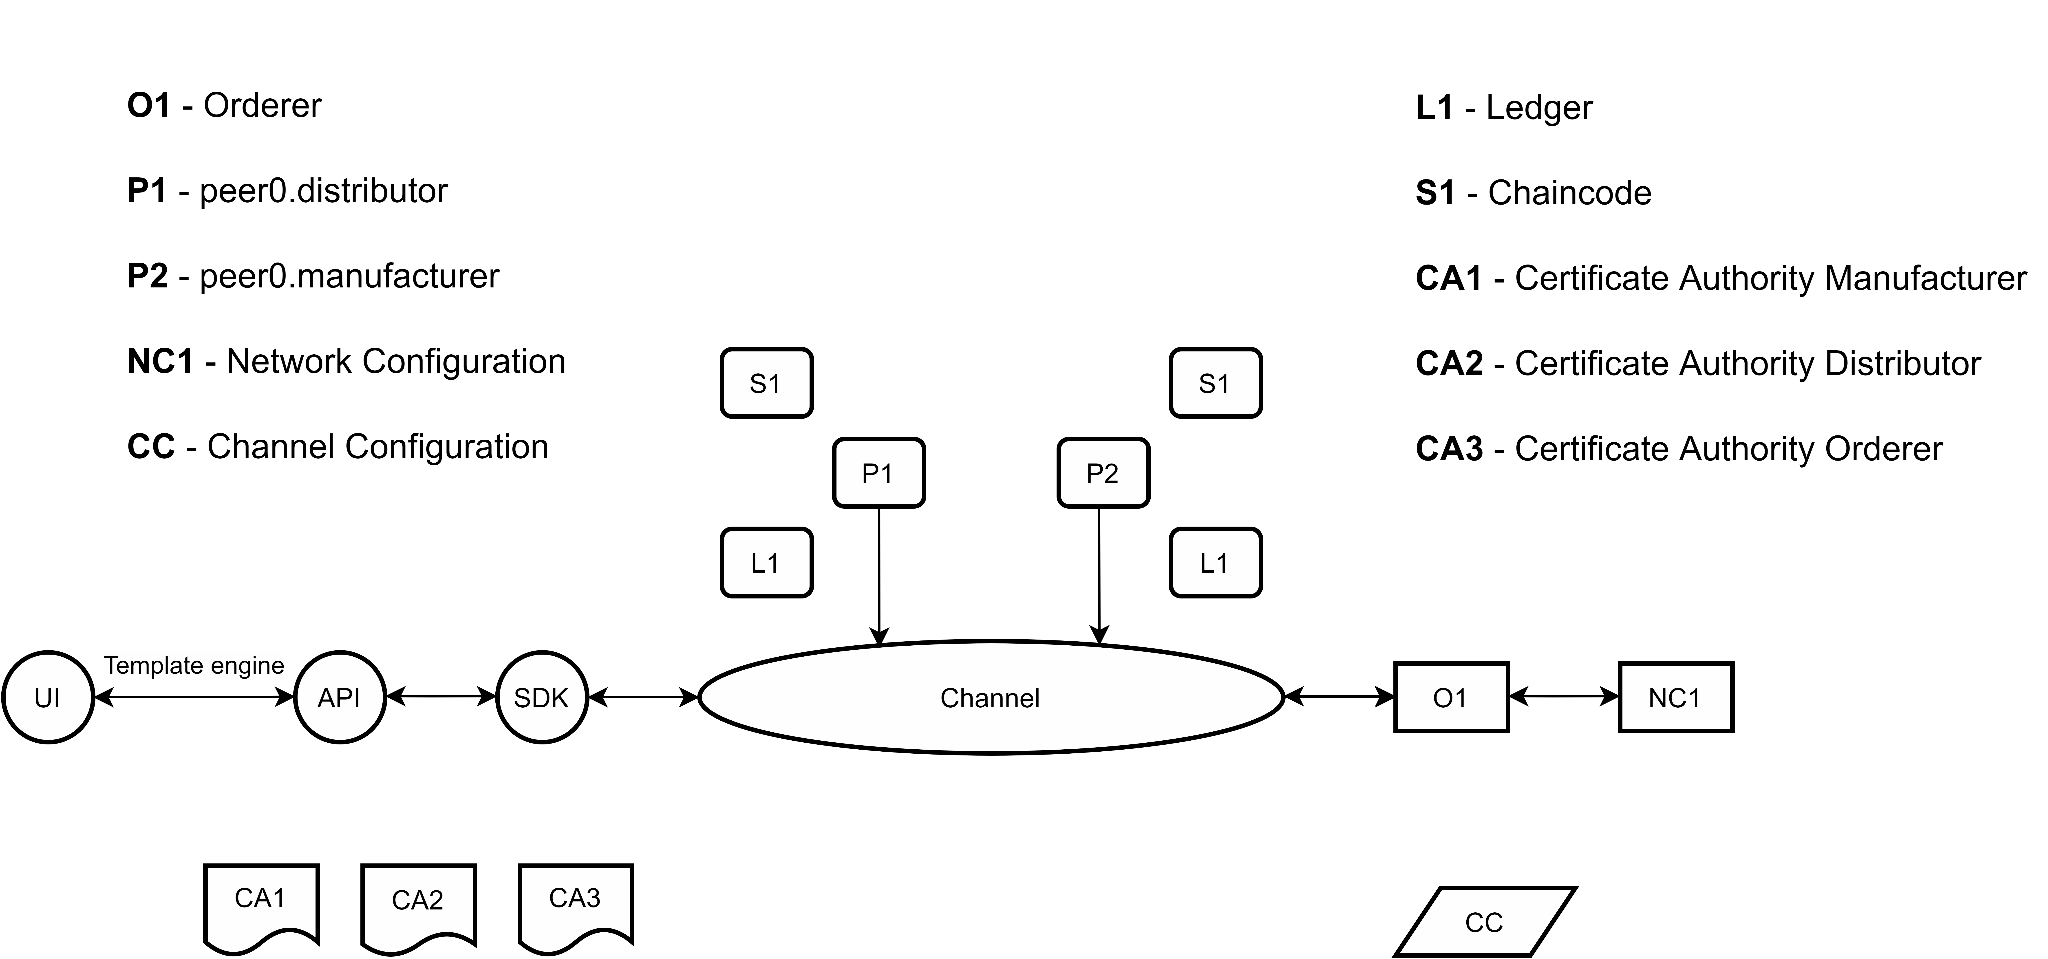 O1 - Orderer
P1 - peer0.distributor
P2 - peer0.manufacturer
NC1 - Network Configuration
CC - Channel Configuration
L1 - Ledger
S1 - Chaincode
CA1 - Certificate Authority Manufacturer
CA2 - Certificate Authority Distributor
CA3 - Certificate Authority Orderer
S1
S1
P1
P2
L1
L1
UI
Template engine
API
SDK
Channel
O1
NC1
CA1
CA2
CA3
CC